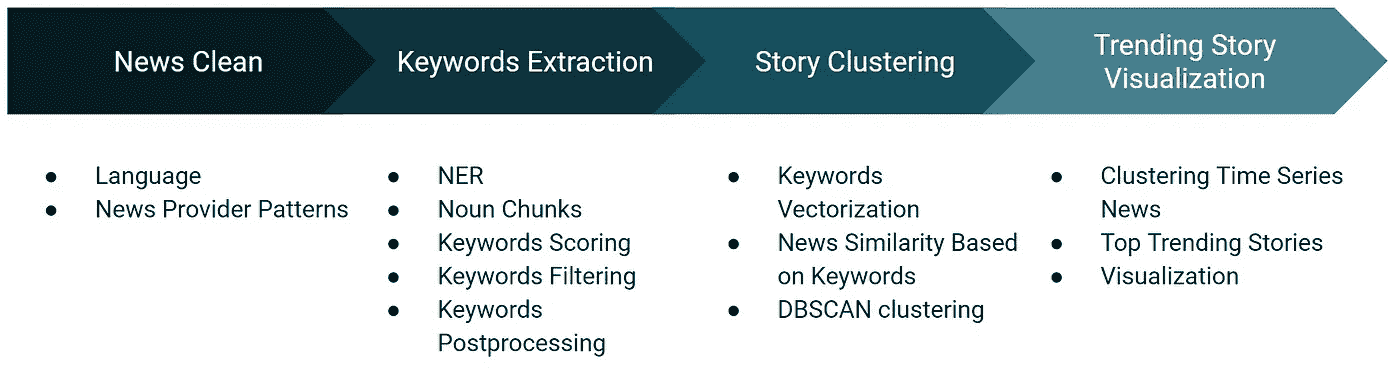 News Clean
Keywords Extraction
Story Clustering
Trending Story
Visualization
● Language
● News Provider Patterns
● NER
● Noun Chunks
● Keywords Scoring
● Keywords Filtering
● Keywords
Postprocessing
● Keywords
Vectorization
● News Similarity Based
on Keywords
● DBSCAN clustering
● Clustering Time Series
News
● Top Trending Stories
● Visualization